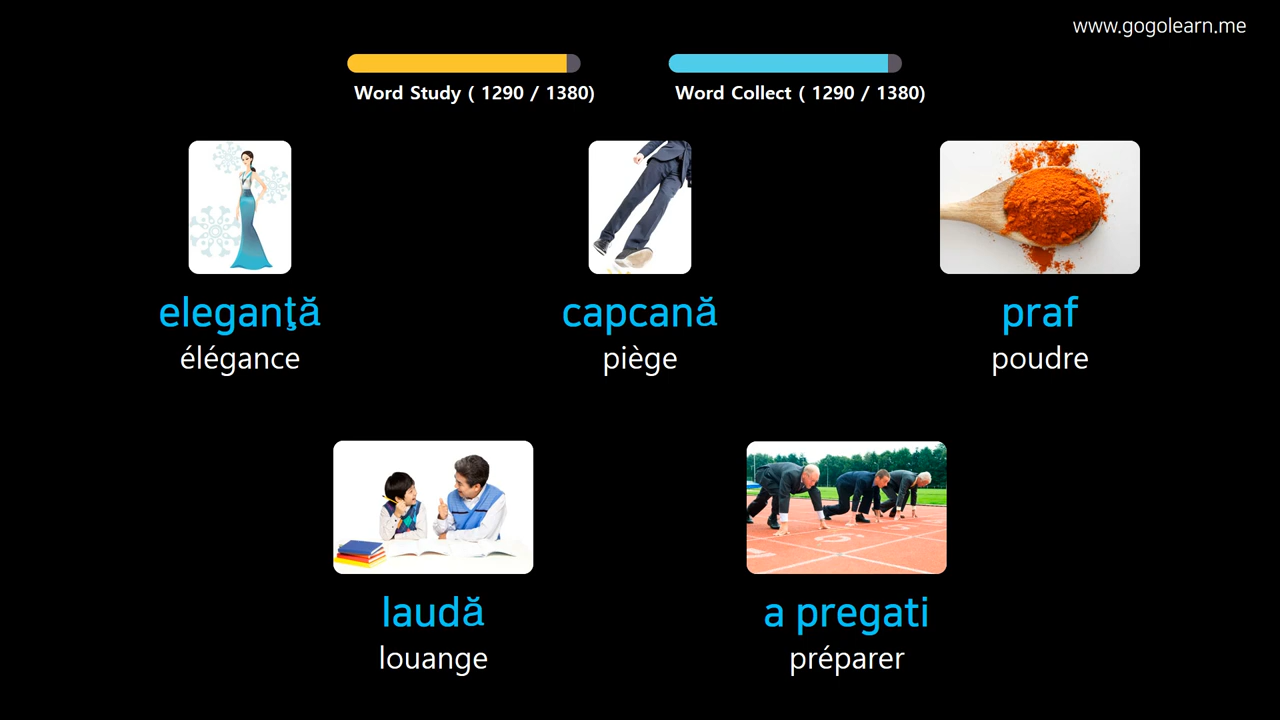 www.gogolearn.me
Word Study ( 1290 / 1380)
Word Collect ( 1290 / 1380)
eleganţă
élégance
capcană
piège
praf
poudre
laudă
louange
a pregati
préparer